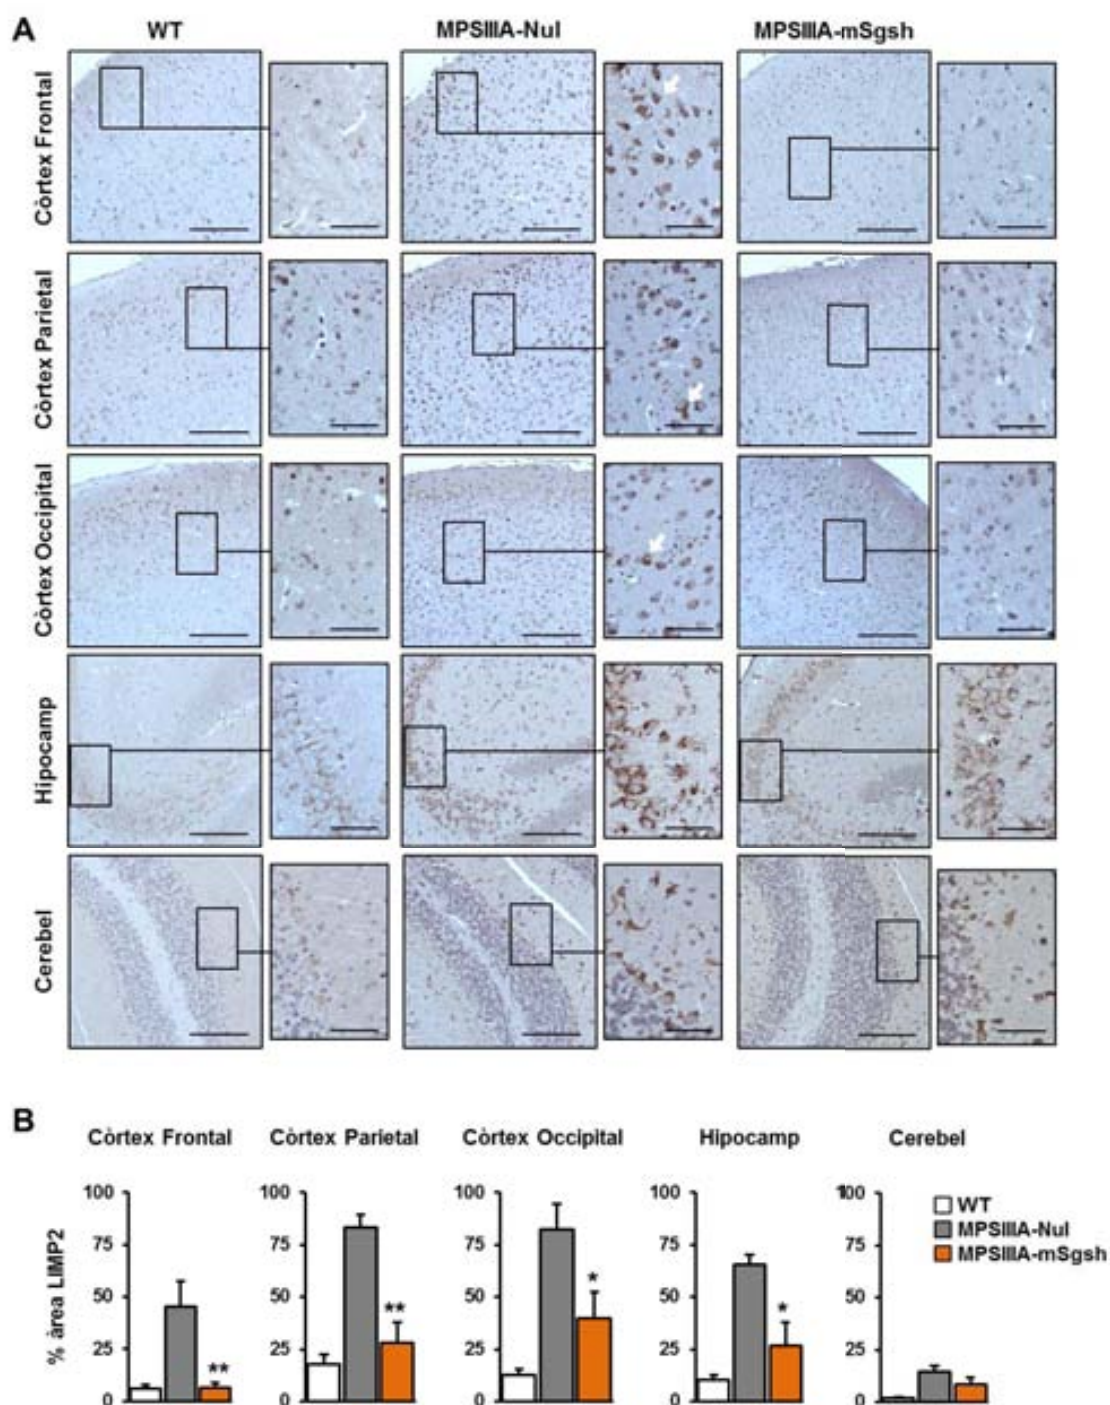 A
WT MPSIIIA-Nul MPSIIIA-mSgsh
Còrtex Frontal
Còrtex Parietal
Còrtex Occipital
Hipocamp
Cerebel
B
Còrtex Frontal Còrtex Parietal Còrtex Occipital Hipocamp Cerebel
% àrea LIMP2
100 100 100 100 100
75 75 75 75 75
50 50 50 50 50
25 25 25 25 25
0 0 0 0 0
** ** * *
WT
MPSIIIA-Nul
MPSIIIA-mSgsh